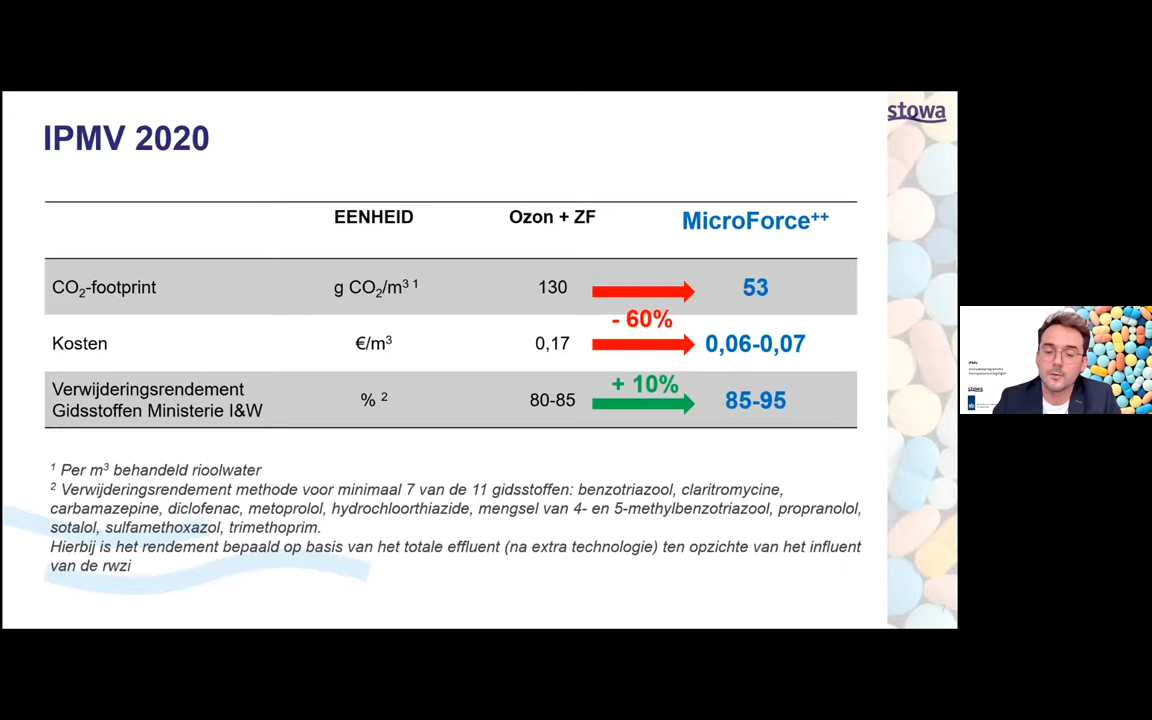 stowa
IPMV 2020
EENHEID Ozon + ZF MicroForce⁺⁺
CO₂-footprint g CO₂/m³ ¹ 130 53
- 60%
Kosten €/m³ 0,17 0,06-0,07
+ 10%
Verwijderingsrendement
Gidsstoffen Ministerie I&W % ² 80-85 85-95
¹ Per m³ behandeld rioolwater
² Verwijderingsrendement methode voor minimaal 7 van de 11 gidsstoffen: benzotriazool, claritromycine,
carbamazepine, diclofenac, metoprolol, hydrochloorthiazide, mengsel van 4- en 5-methylbenzotriazool, propranolol,
sotalol, sulfamethoxazol, trimethoprim.
Hierbij is het rendement bepaald op basis van het totale effluent (na extra technologie) ten opzichte van het influent
van de rwzi
IPMV
stowa